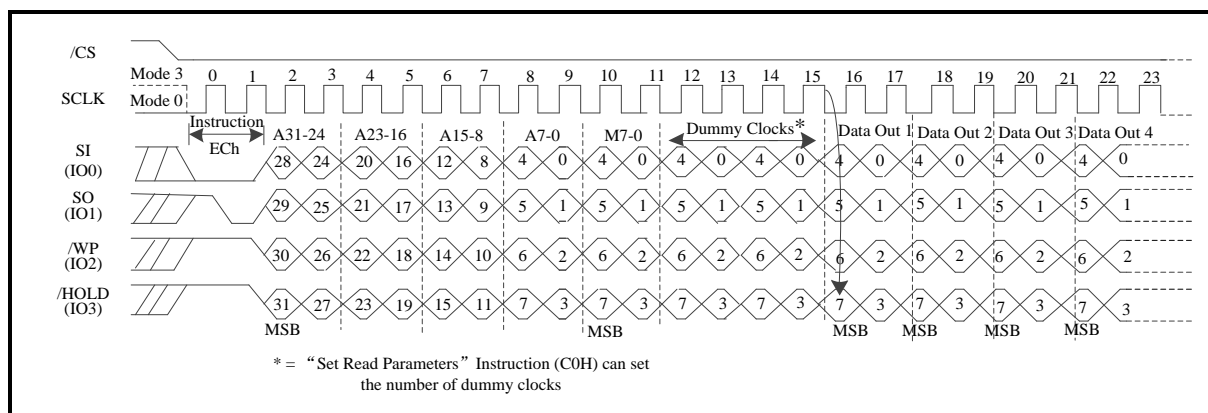 /CS
Mode 3 0 1 2 3 4 5 6 7 8 9 10 11 12 13 14 15 16 17 18 19 20 21 22 23
SCLK Mode 0
Instruction A31-24 A23-16 A15-8 A7-0 M7-0 Dummy Clocks* Data Out 1 Data Out 2 Data Out 3 Data Out 4
ECh
SI 28 24 20 16 12 8 4 0 4 0 4 0 4 0 4 0 4 0 4 0 4 0
(IO0)
SO 29 25 21 17 13 9 5 1 5 1 5 1 5 1 5 1 5 1 5 1 5 1
(IO1)
/WP 30 26 22 18 14 10 6 2 6 2 6 2 6 2 6 2 6 2 6 2 6 2
(IO2)
/HOLD 31 27 23 19 15 11 7 3 7 3 7 3 7 3 7 3 7 3 7 3 7 3
(IO3)
MSB MSB MSB MSB MSB MSB
* = “Set Read Parameters” Instruction (C0H) can set
the number of dummy clocks